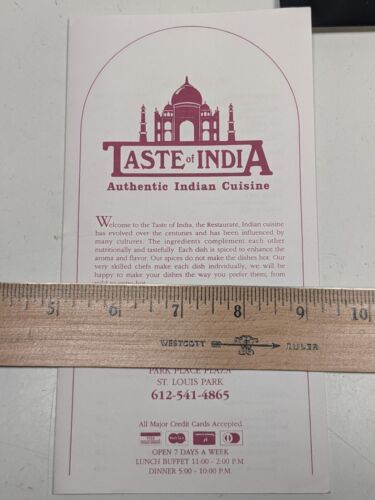 TASTE of INDIA
Authentic Indian Cuisine
Welcome to the Taste of India, the Restaurant, Indian cuisine
has evolved over the centuries and has been influenced by
many cultures. The ingredients complement each other
nutritionally and tastefully. Each dish is spiced to enhance the
aroma and flavor. Our spices do not make the dishes hot. Our
very skilled chefs make each dish individually, we will be
happy to make your dishes the way you prefer them, from
5 6 7 8 9 10
WESTCOTT RULER
PARK PLACE PLAZA
ST. LOUIS PARK
612-541-4865
All Major Credit Cards Accepted
OPEN 7 DAYS A WEEK
LUNCH BUFFET 11:00 - 2:00 P.M.
DINNER 5:00 - 10:00 P.M.